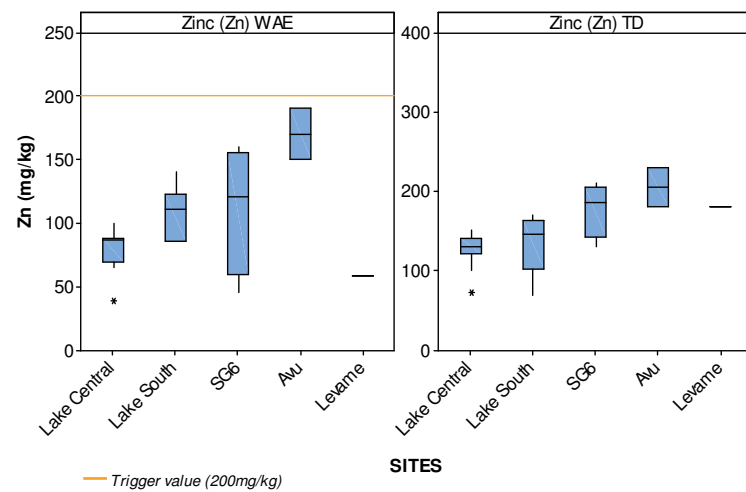 Zinc (Zn) WAE
Zinc (Zn) TD
Zn (mg/kg)
250
200
150
100
50
0
400
300
200
100
0
Lake Central
Lake South
SG6
Avu
Levame
Lake Central
Lake South
SG6
Avu
Levame
SITES
Trigger value (200mg/kg)